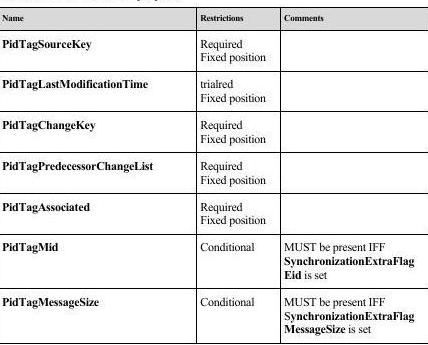 Name Restrictions Comments
PidTagSourceKey Required
Fixed position
PidTagLastModificationTime trialred
Fixed position
PidTagChangeKey Required
Fixed position
PidTagPredecessorChangeList Required
Fixed position
PidTagAssociated Required
Fixed position
PidTagMid Conditional MUST be present IFF
SynchronizationExtraFlag
Eid is set
PidTagMessageSize Conditional MUST be present IFF
SynchronizationExtraFlag
MessageSize is set